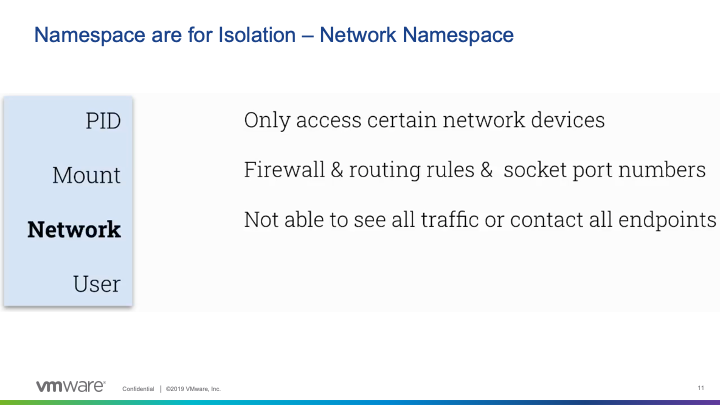 Namespace are for Isolation – Network Namespace
PID
Mount
Network
User
Only access certain network devices
Firewall & routing rules & socket port numbers
Not able to see all traffic or contact all endpoints
vmware®
Confidential | ©2019 VMware, Inc.
11